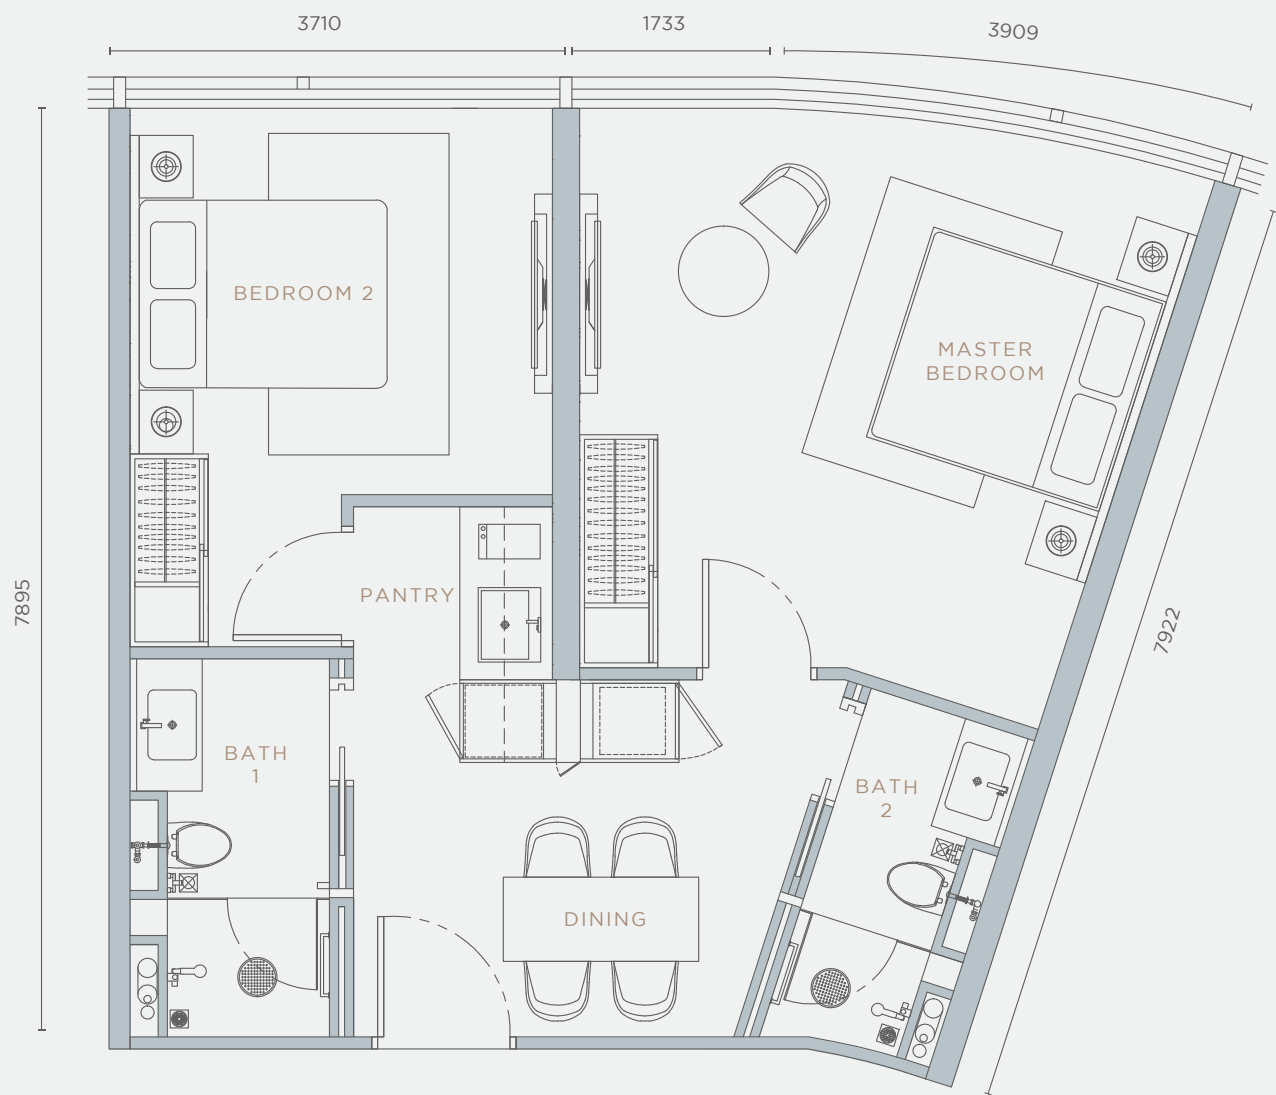 3710
1733
3909
BEDROOM 2
MASTER
BEDROOM
7895
PANTRY
7922
BATH
1
BATH
2
DINING